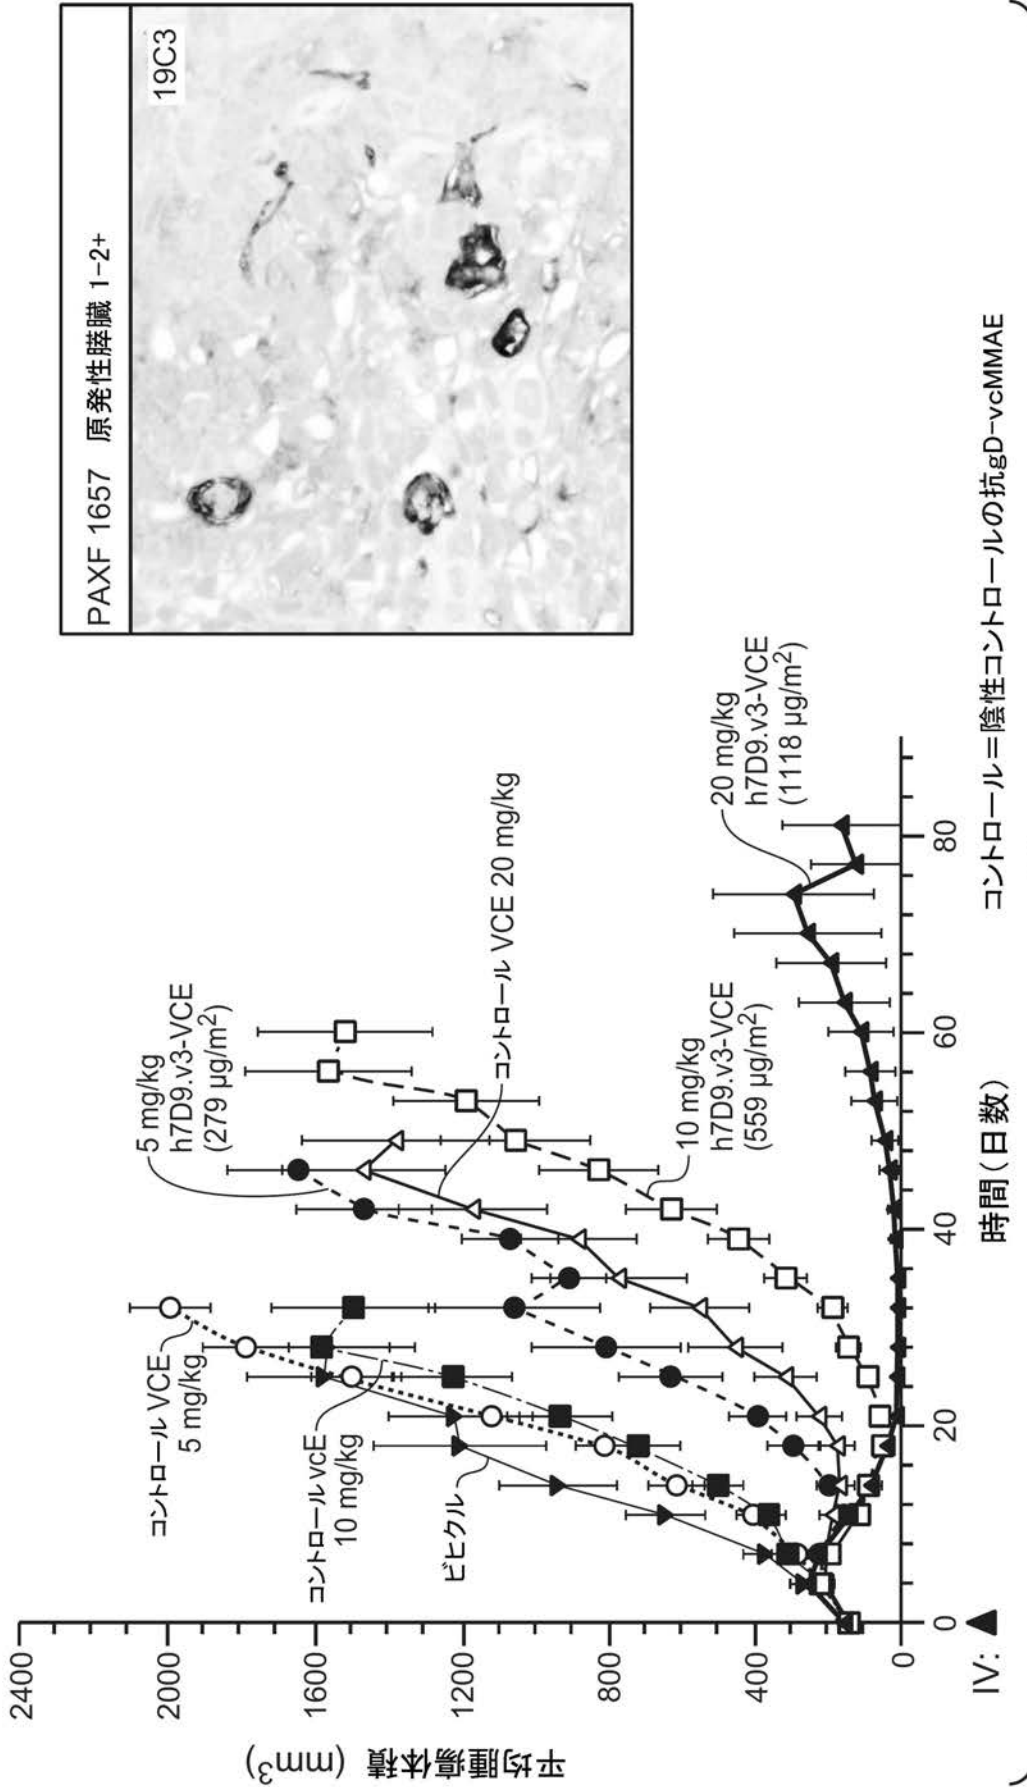 PAXF 1657 原発性膵臓 1-2+
19C3
平均腫瘍体積 (mm³)
2400
2000
1600
1200
800
400
0
コントロール VCE
5 mg/kg
コントロール vcE
10 mg/kg
ビヒクル
5 mg/kg
h7D9.v3-VCE
(279 μg/m²)
コントロール VCE 20 mg/kg
10 mg/kg
h7D9.v3-VCE
(559 μg/m²)
20 mg/kg
h7D9.v3-VCE
(1118 μg/m²)
0
20
40
60
80
IV: ▲
時間(日数)
コントロール=陰性コントロールの抗gD-vcMMAE